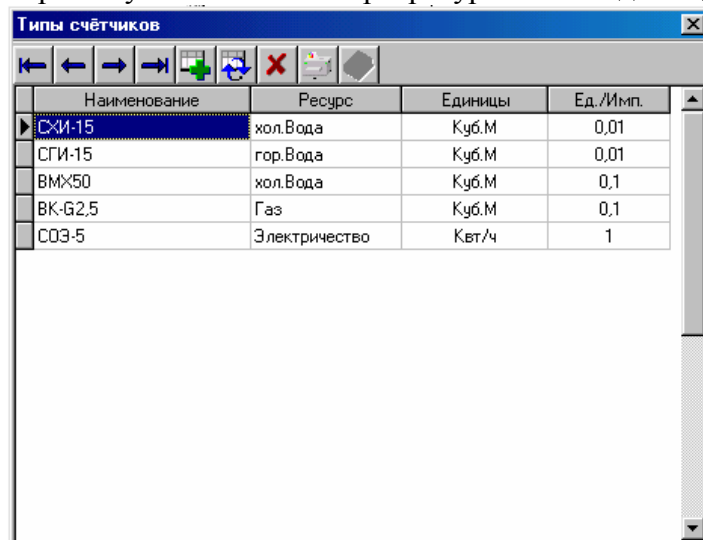 Типы счётчиков
Наименование Ресурс Единицы Ед./Имп.
СХИ-15 хол.Вода Куб.М 0,01
СГИ-15 гор.Вода Куб.М 0,01
ВМХ50 хол.Вода Куб.М 0,1
ВК-G2,5 Газ Куб.М 0,1
СОЭ-5 Электричество Квт/ч 1